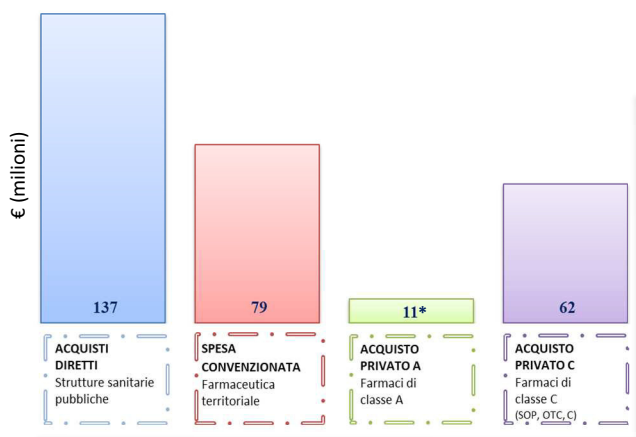 € (milioni)
137
79
11*
62
ACQUISTI
DIRETTI
Strutture sanitarie
pubbliche
SPESA
CONVENZIONATA
Farmaceutica
territoriale
ACQUISTO
PRIVATO A
Farmaci di
classe A
ACQUISTO
PRIVATO C
Farmaci di
classe C
(SOP, OTC, C)